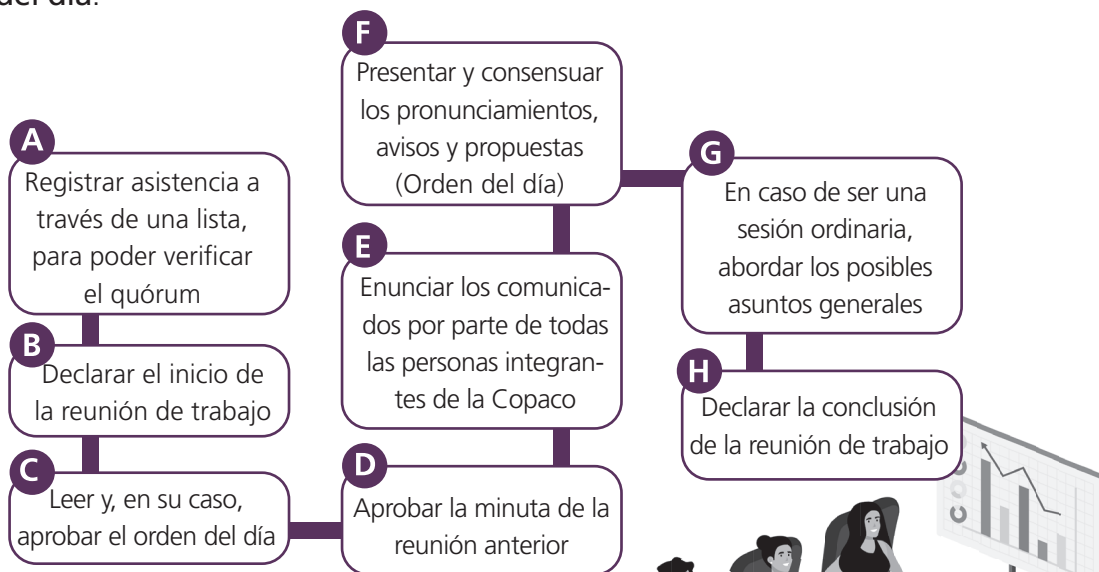 del día.
A
Registrar asistencia a
través de una lista,
para poder verificar
el quórum
B
Declarar el inicio de
la reunión de trabajo
C
Leer y, en su caso,
aprobar el orden del día
D
Aprobar la minuta de la
reunión anterior
E
Enunciar los comunica-
dos por parte de todas
las personas integran-
tes de la Copaco
F
Presentar y consensuar
los pronunciamientos,
avisos y propuestas
(Orden del día)
G
En caso de ser una
sesión ordinaria,
abordar los posibles
asuntos generales
H
Declarar la conclusión
de la reunión de trabajo